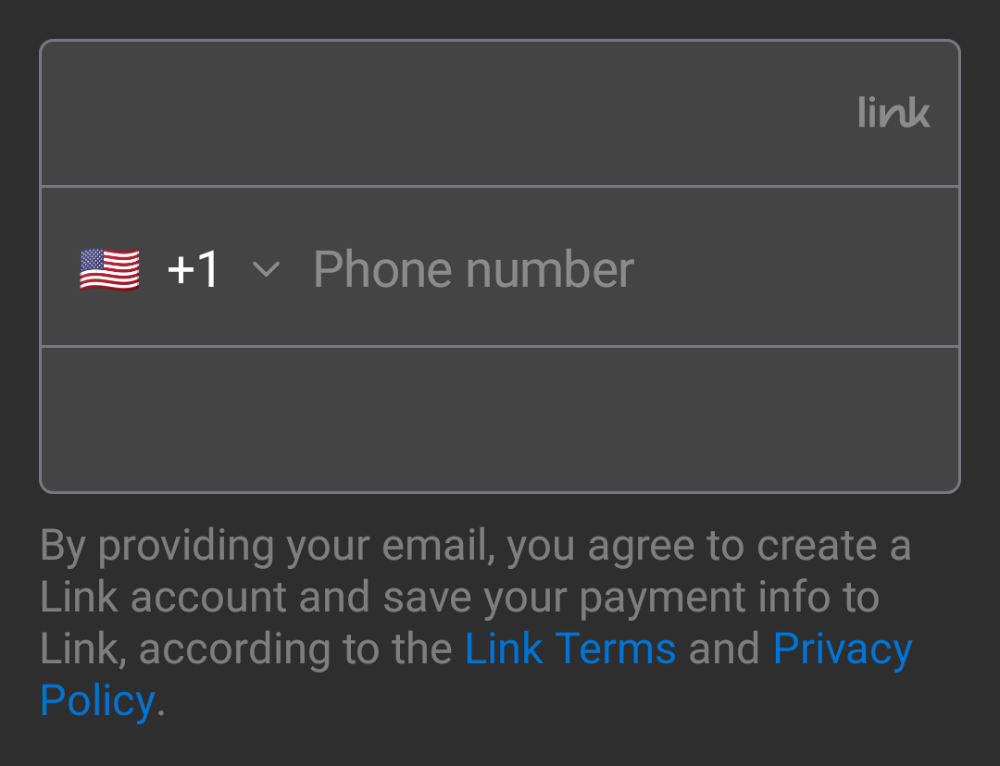 link
🇺🇸 +1 Phone number
By providing your email, you agree to create a
Link account and save your payment info to
Link, according to the Link Terms and Privacy
Policy.